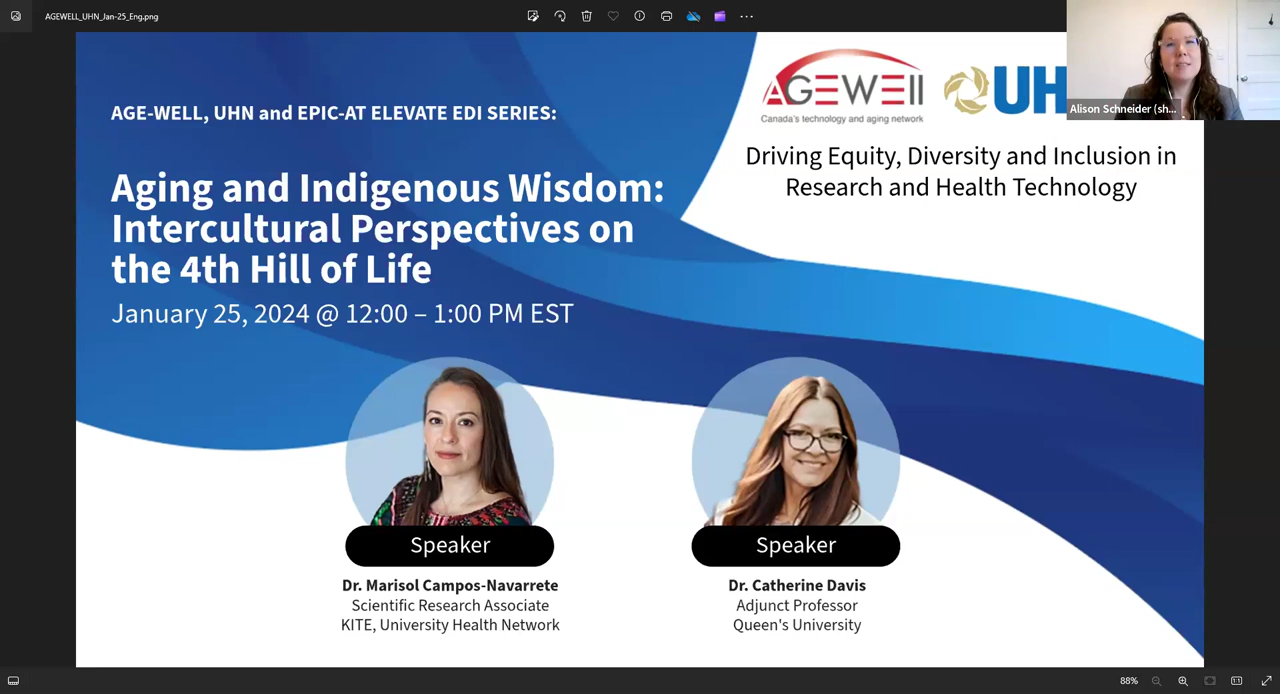 AGEWELL_UHN_Jan-25_Eng.png
Alison Schneider (sh...
AGE-WELL, UHN and EPIC-AT ELEVATE EDI SERIES:
AGEWELL
Canada's technology and aging network
UH
Driving Equity, Diversity and Inclusion in
Research and Health Technology
Aging and Indigenous Wisdom:
Intercultural Perspectives on
the 4th Hill of Life
January 25, 2024 @ 12:00 – 1:00 PM EST
Speaker
Dr. Marisol Campos-Navarrete
Scientific Research Associate
KITE, University Health Network
Speaker
Dr. Catherine Davis
Adjunct Professor
Queen's University
88%